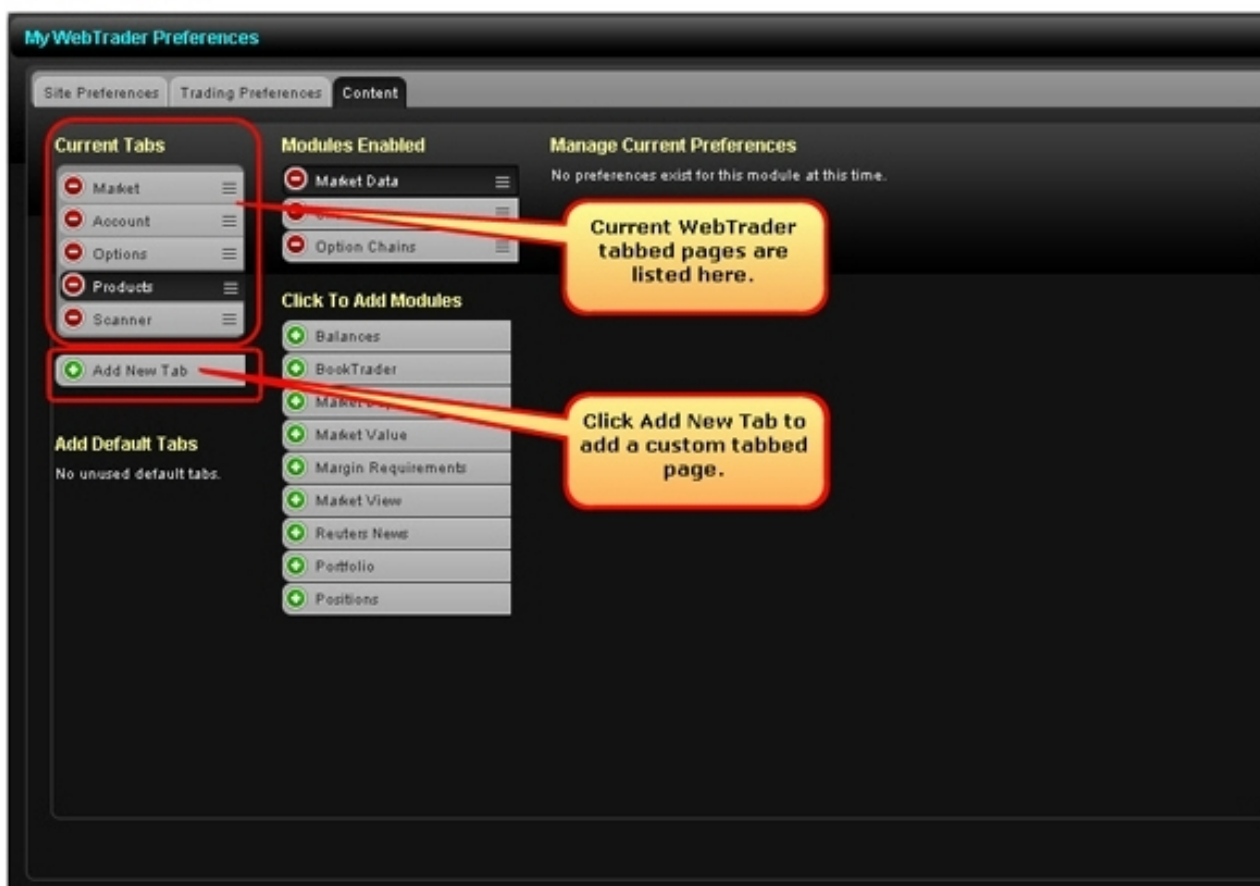 My WebTrader Preferences
Site Preferences Trading Preferences Content
Current Tabs
Market
Account
Options
Products
Scanner
Add New Tab
Add Default Tabs
No unused default tabs.
Modules Enabled
Market Data
Option Chains
Click To Add Modules
Balances
BookTrader
Market
Market Value
Margin Requirements
Market View
Reuters News
Portfolio
Positions
Manage Current Preferences
No preferences exist for this module at this time.
Current WebTrader
tabbed pages are
listed here.
Click Add New Tab to
add a custom tabbed
page.